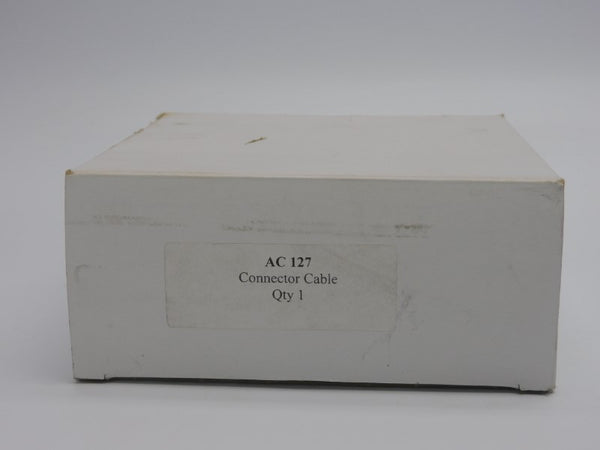 AC 127
Connector Cable
Qty 1